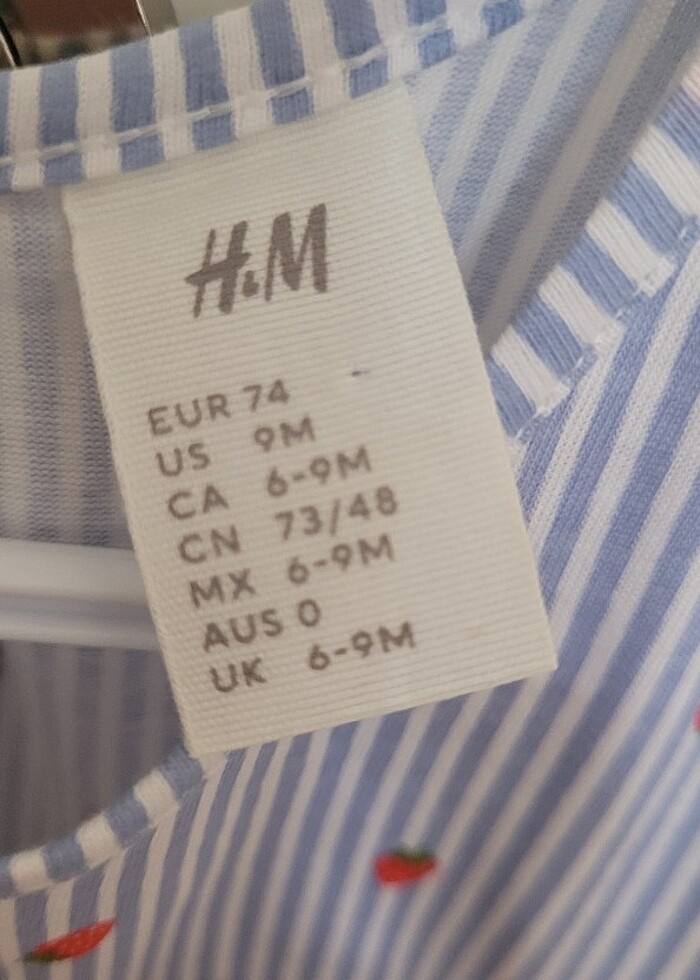 H&M
EUR 74
US 9M
CA 6-9M
CN 73/48
MX 6-9M
AUS 0
UK 6-9M